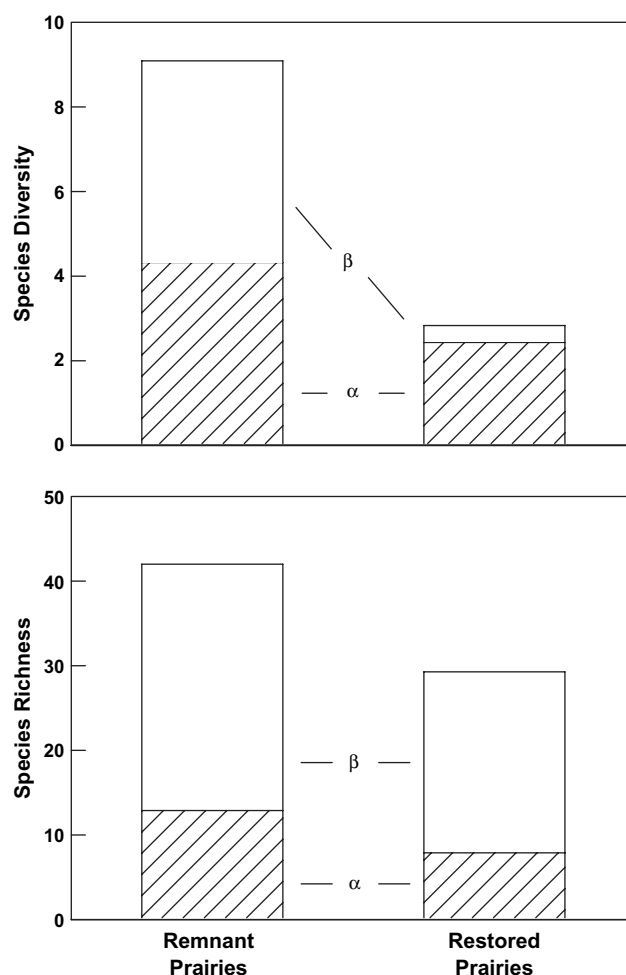 10
8
6
4
2
0
Species Diversity
β
α
50
40
30
20
10
0
Species Richness
β
α
Remnant
Prairies
Restored
Prairies